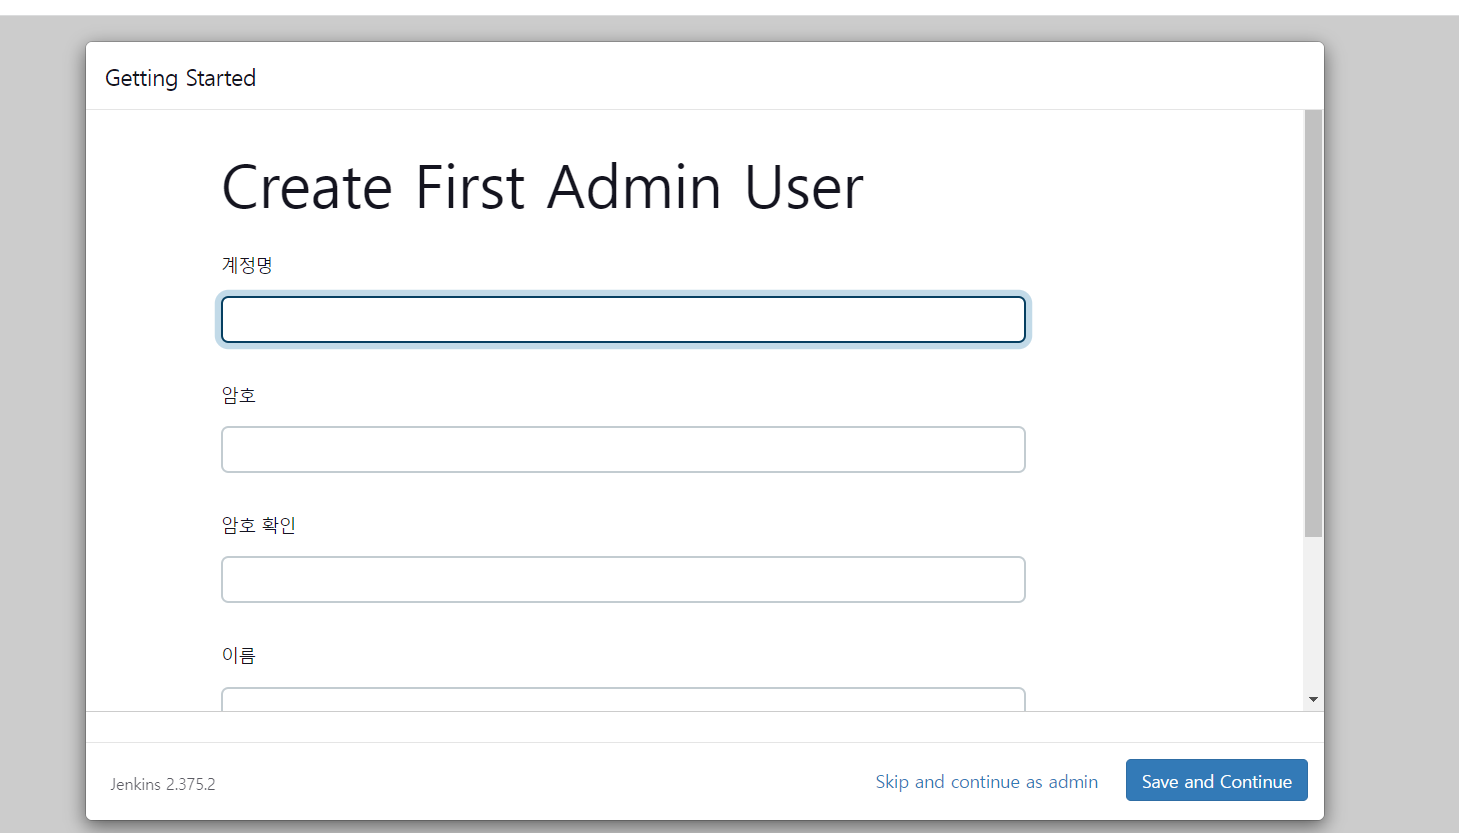 Getting Started
Create First Admin User
계정명
암호
암호 확인
이름
Jenkins 2.375.2
Skip and continue as admin
Save and Continue